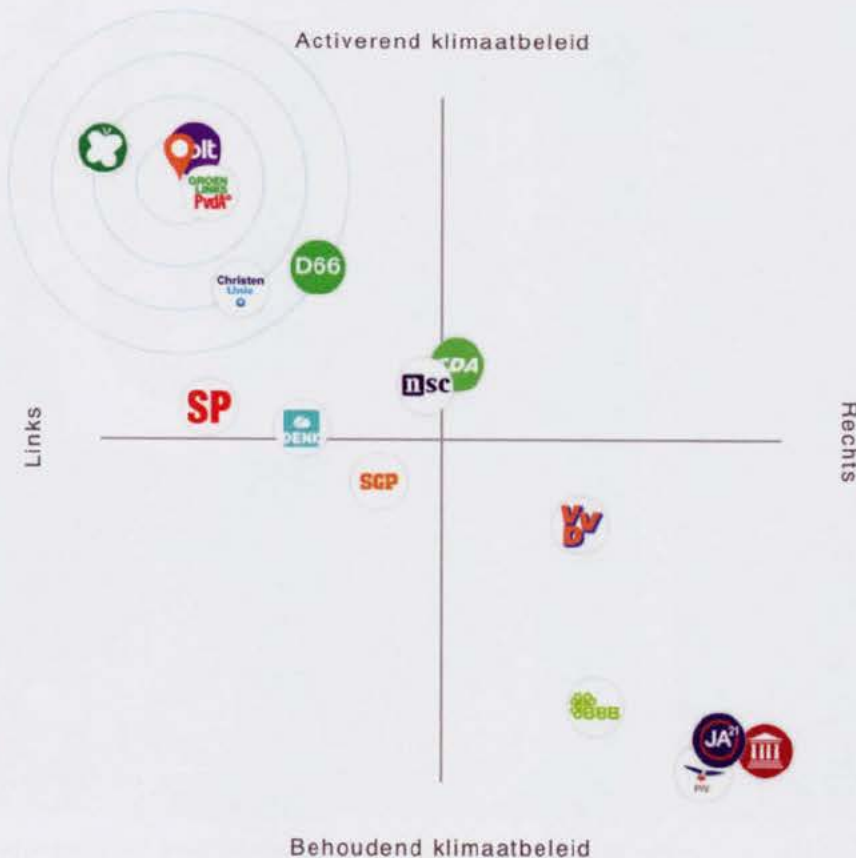 Activerend klimaatbeleid
olt
GROEN
LINKS
PvdA
D66
Christen
Unie
CDA
nsc
SP
DENK
Links
Rechts
SGP
VVD
BBB
JA21
PVV
Behoudend klimaatbeleid